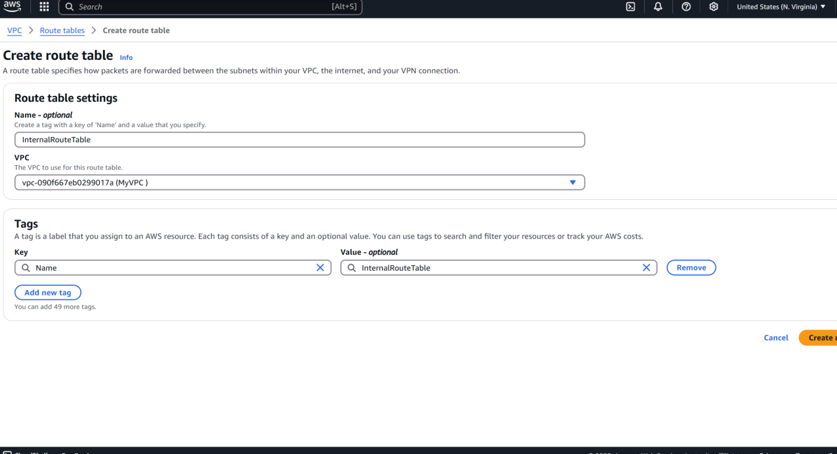 aws
Search [Alt+S] United States (N. Virginia)
VPC > Route tables > Create route table
Create route table Info
A route table specifies how packets are forwarded between the subnets within your VPC, the internet, and your VPN connection.
Route table settings
Name - optional
Create a tag with a key of 'Name' and a value that you specify.
InternalRouteTable
VPC
The VPC to use for this route table.
vpc-090f667eb0299017a (MyVPC )
Tags
A tag is a label that you assign to an AWS resource. Each tag consists of a key and an optional value. You can use tags to search and filter your resources or track your AWS costs.
Key Value - optional
Name InternalRouteTable Remove
Add new tag
You can add 49 more tags.
Cancel Create